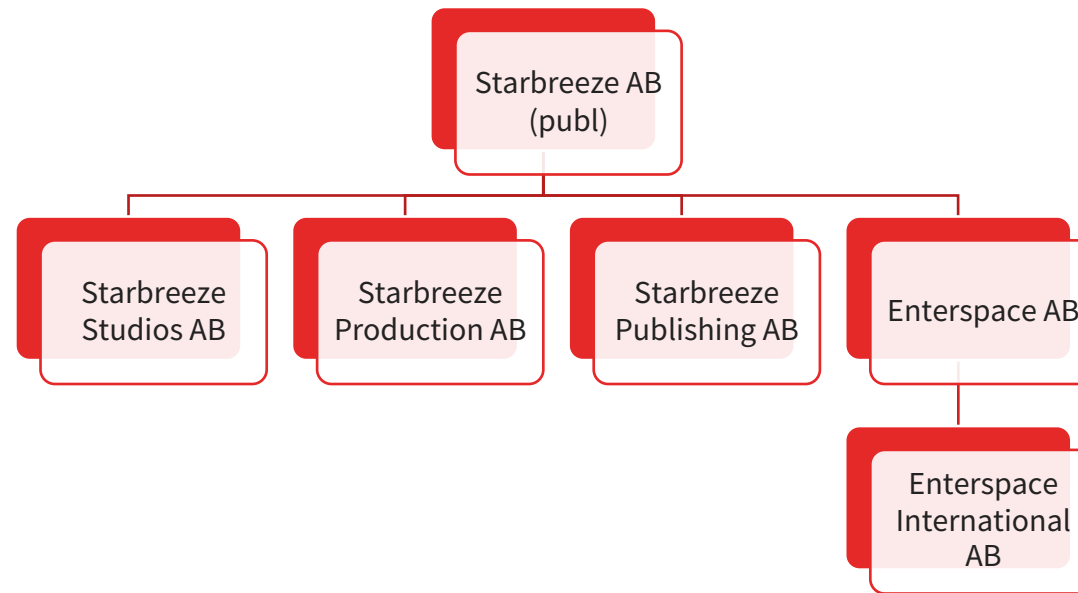 Starbreeze AB
(publ)
Starbreeze
Studios AB
Starbreeze
Production AB
Starbreeze
Publishing AB
Enterspace AB
Enterspace
International
AB